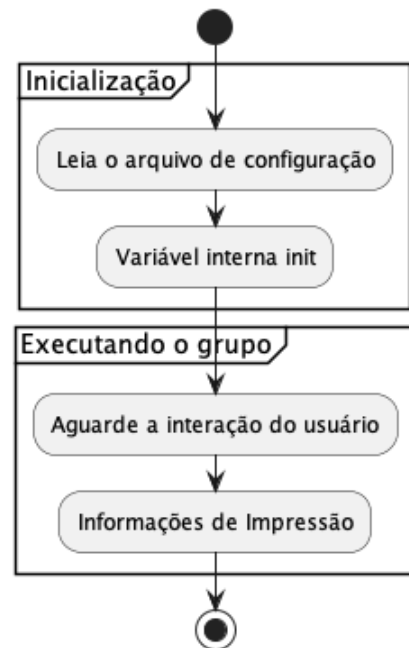 Inicialização
Leia o arquivo de configuração
Variável interna init
Executando o grupo
Aguarde a interação do usuário
Informações de Impressão